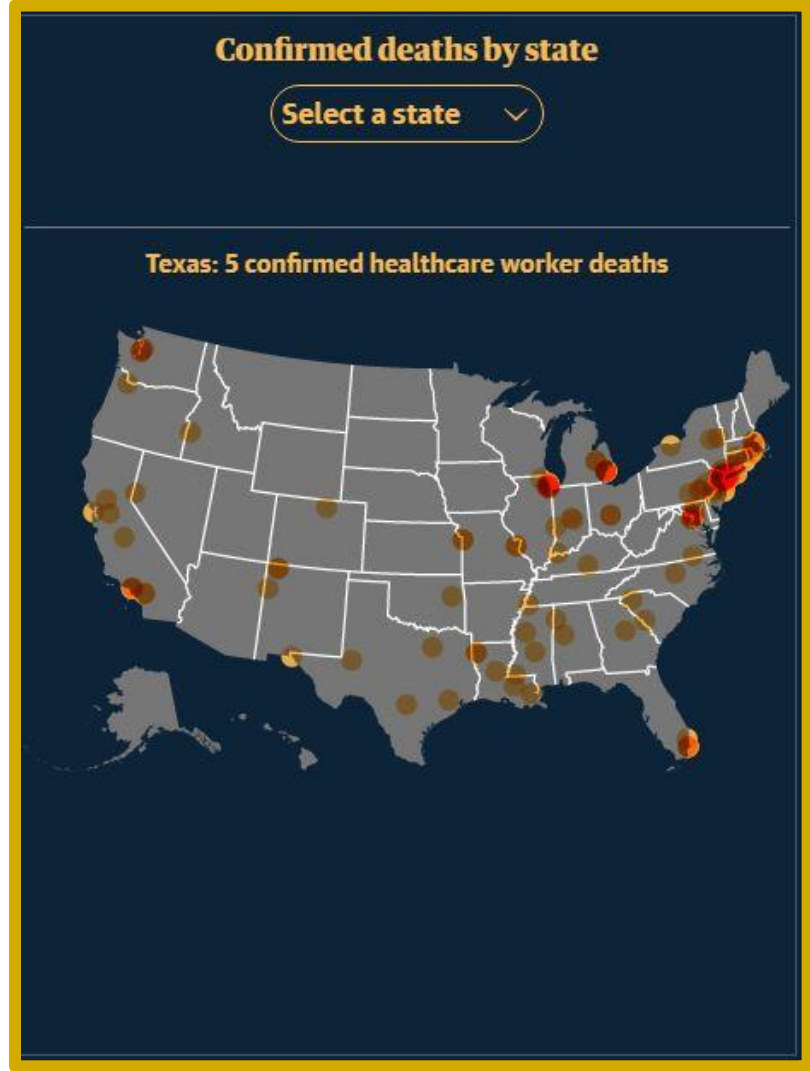 Confirmed deaths by state
Select a state
Texas: 5 confirmed healthcare worker deaths